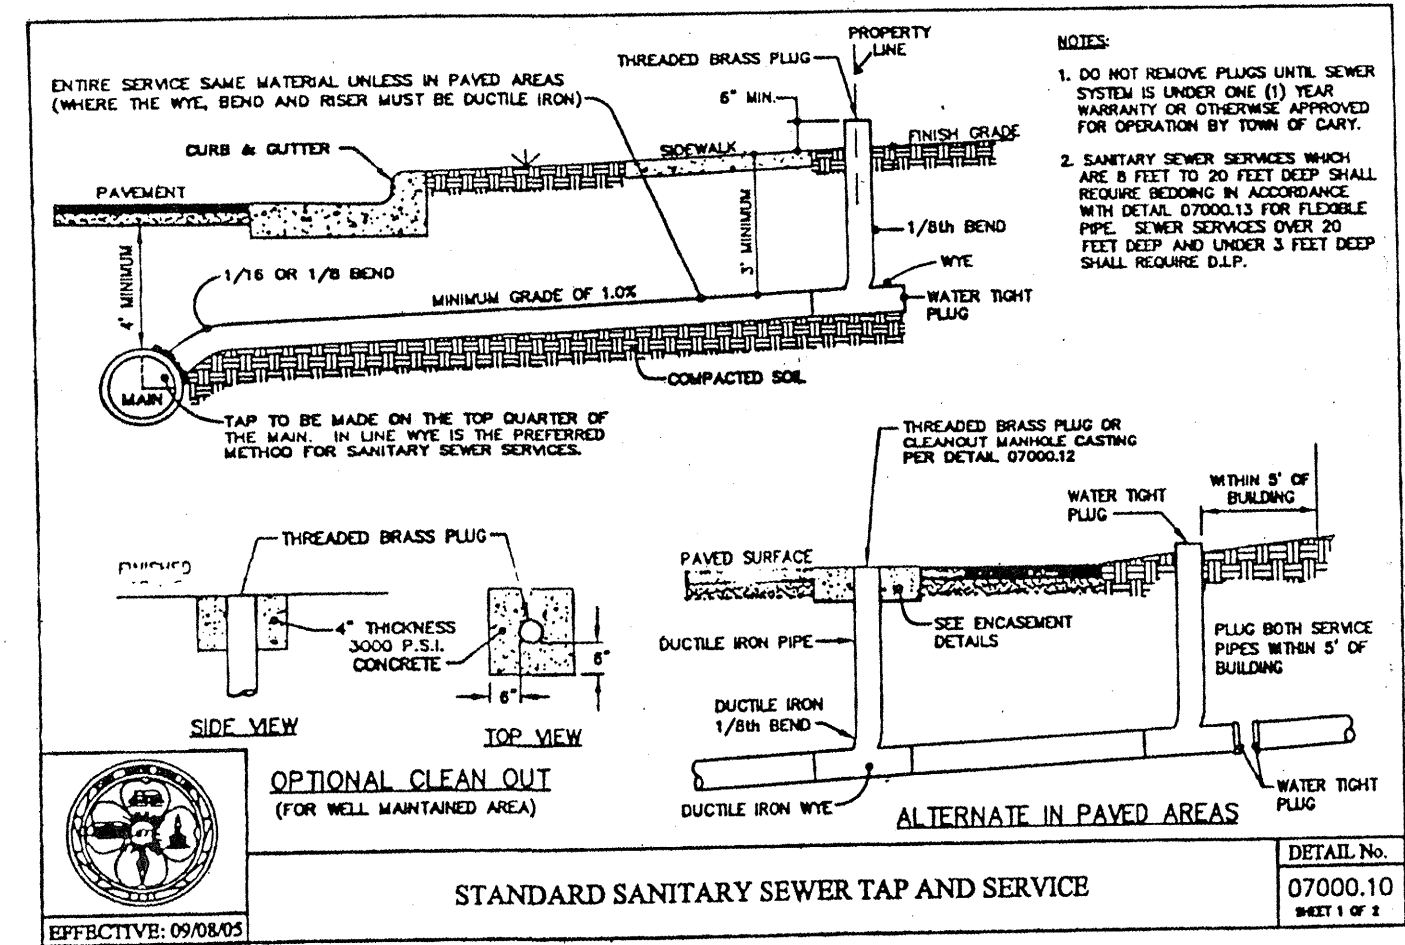 PROPERTY
LINE
THREADED BRASS PLUG
ENTIRE SERVICE SAME MATERIAL UNLESS IN PAVED AREAS
(WHERE THE WYE, BEND AND RISER MUST BE DUCTILE IRON)
6" MIN.
CURB & GUTTER
SIDEWALK
FINISH GRADE
PAVEMENT
4' MINIMUM
3' MINIMUM
1/8th BEND
WYE
1/16 OR 1/8 BEND
MINIMUM GRADE OF 1.0%
WATER TIGHT
PLUG
MAIN
COMPACTED SOIL
TAP TO BE MADE ON THE TOP QUARTER OF
THE MAIN. IN LINE WYE IS THE PREFERRED
METHOD FOR SANITARY SEWER SERVICES.
NOTES:
1. DO NOT REMOVE PLUGS UNTIL SEWER
SYSTEM IS UNDER ONE (1) YEAR
WARRANTY OR OTHERWISE APPROVED
FOR OPERATION BY TOWN OF CARY.
2. SANITARY SEWER SERVICES WHICH
ARE 8 FEET TO 20 FEET DEEP SHALL
REQUIRE BEDDING IN ACCORDANCE
WITH DETAIL 07000.13 FOR FLEXIBLE
PIPE. SEWER SERVICES OVER 20
FEET DEEP AND UNDER 3 FEET DEEP
SHALL REQUIRE D.I.P.
THREADED BRASS PLUG
FINISHED
4" THICKNESS
3000 P.S.I.
CONCRETE
6"
6"
SIDE VIEW
TOP VIEW
OPTIONAL CLEAN OUT
(FOR WELL MAINTAINED AREA)
THREADED BRASS PLUG OR
CLEANOUT MANHOLE CASTING
PER DETAIL 07000.12
WATER TIGHT
PLUG
WITHIN 5' OF
BUILDING
PAVED SURFACE
SEE ENCASEMENT
DETAILS
DUCTILE IRON PIPE
PLUG BOTH SERVICE
PIPES WITHIN 5' OF
BUILDING
DUCTILE IRON
1/8th BEND
DUCTILE IRON WYE
WATER TIGHT
PLUG
ALTERNATE IN PAVED AREAS
STANDARD SANITARY SEWER TAP AND SERVICE
DETAIL No.
07000.10
SHEET 1 OF 2
EFFECTIVE: 09/08/05